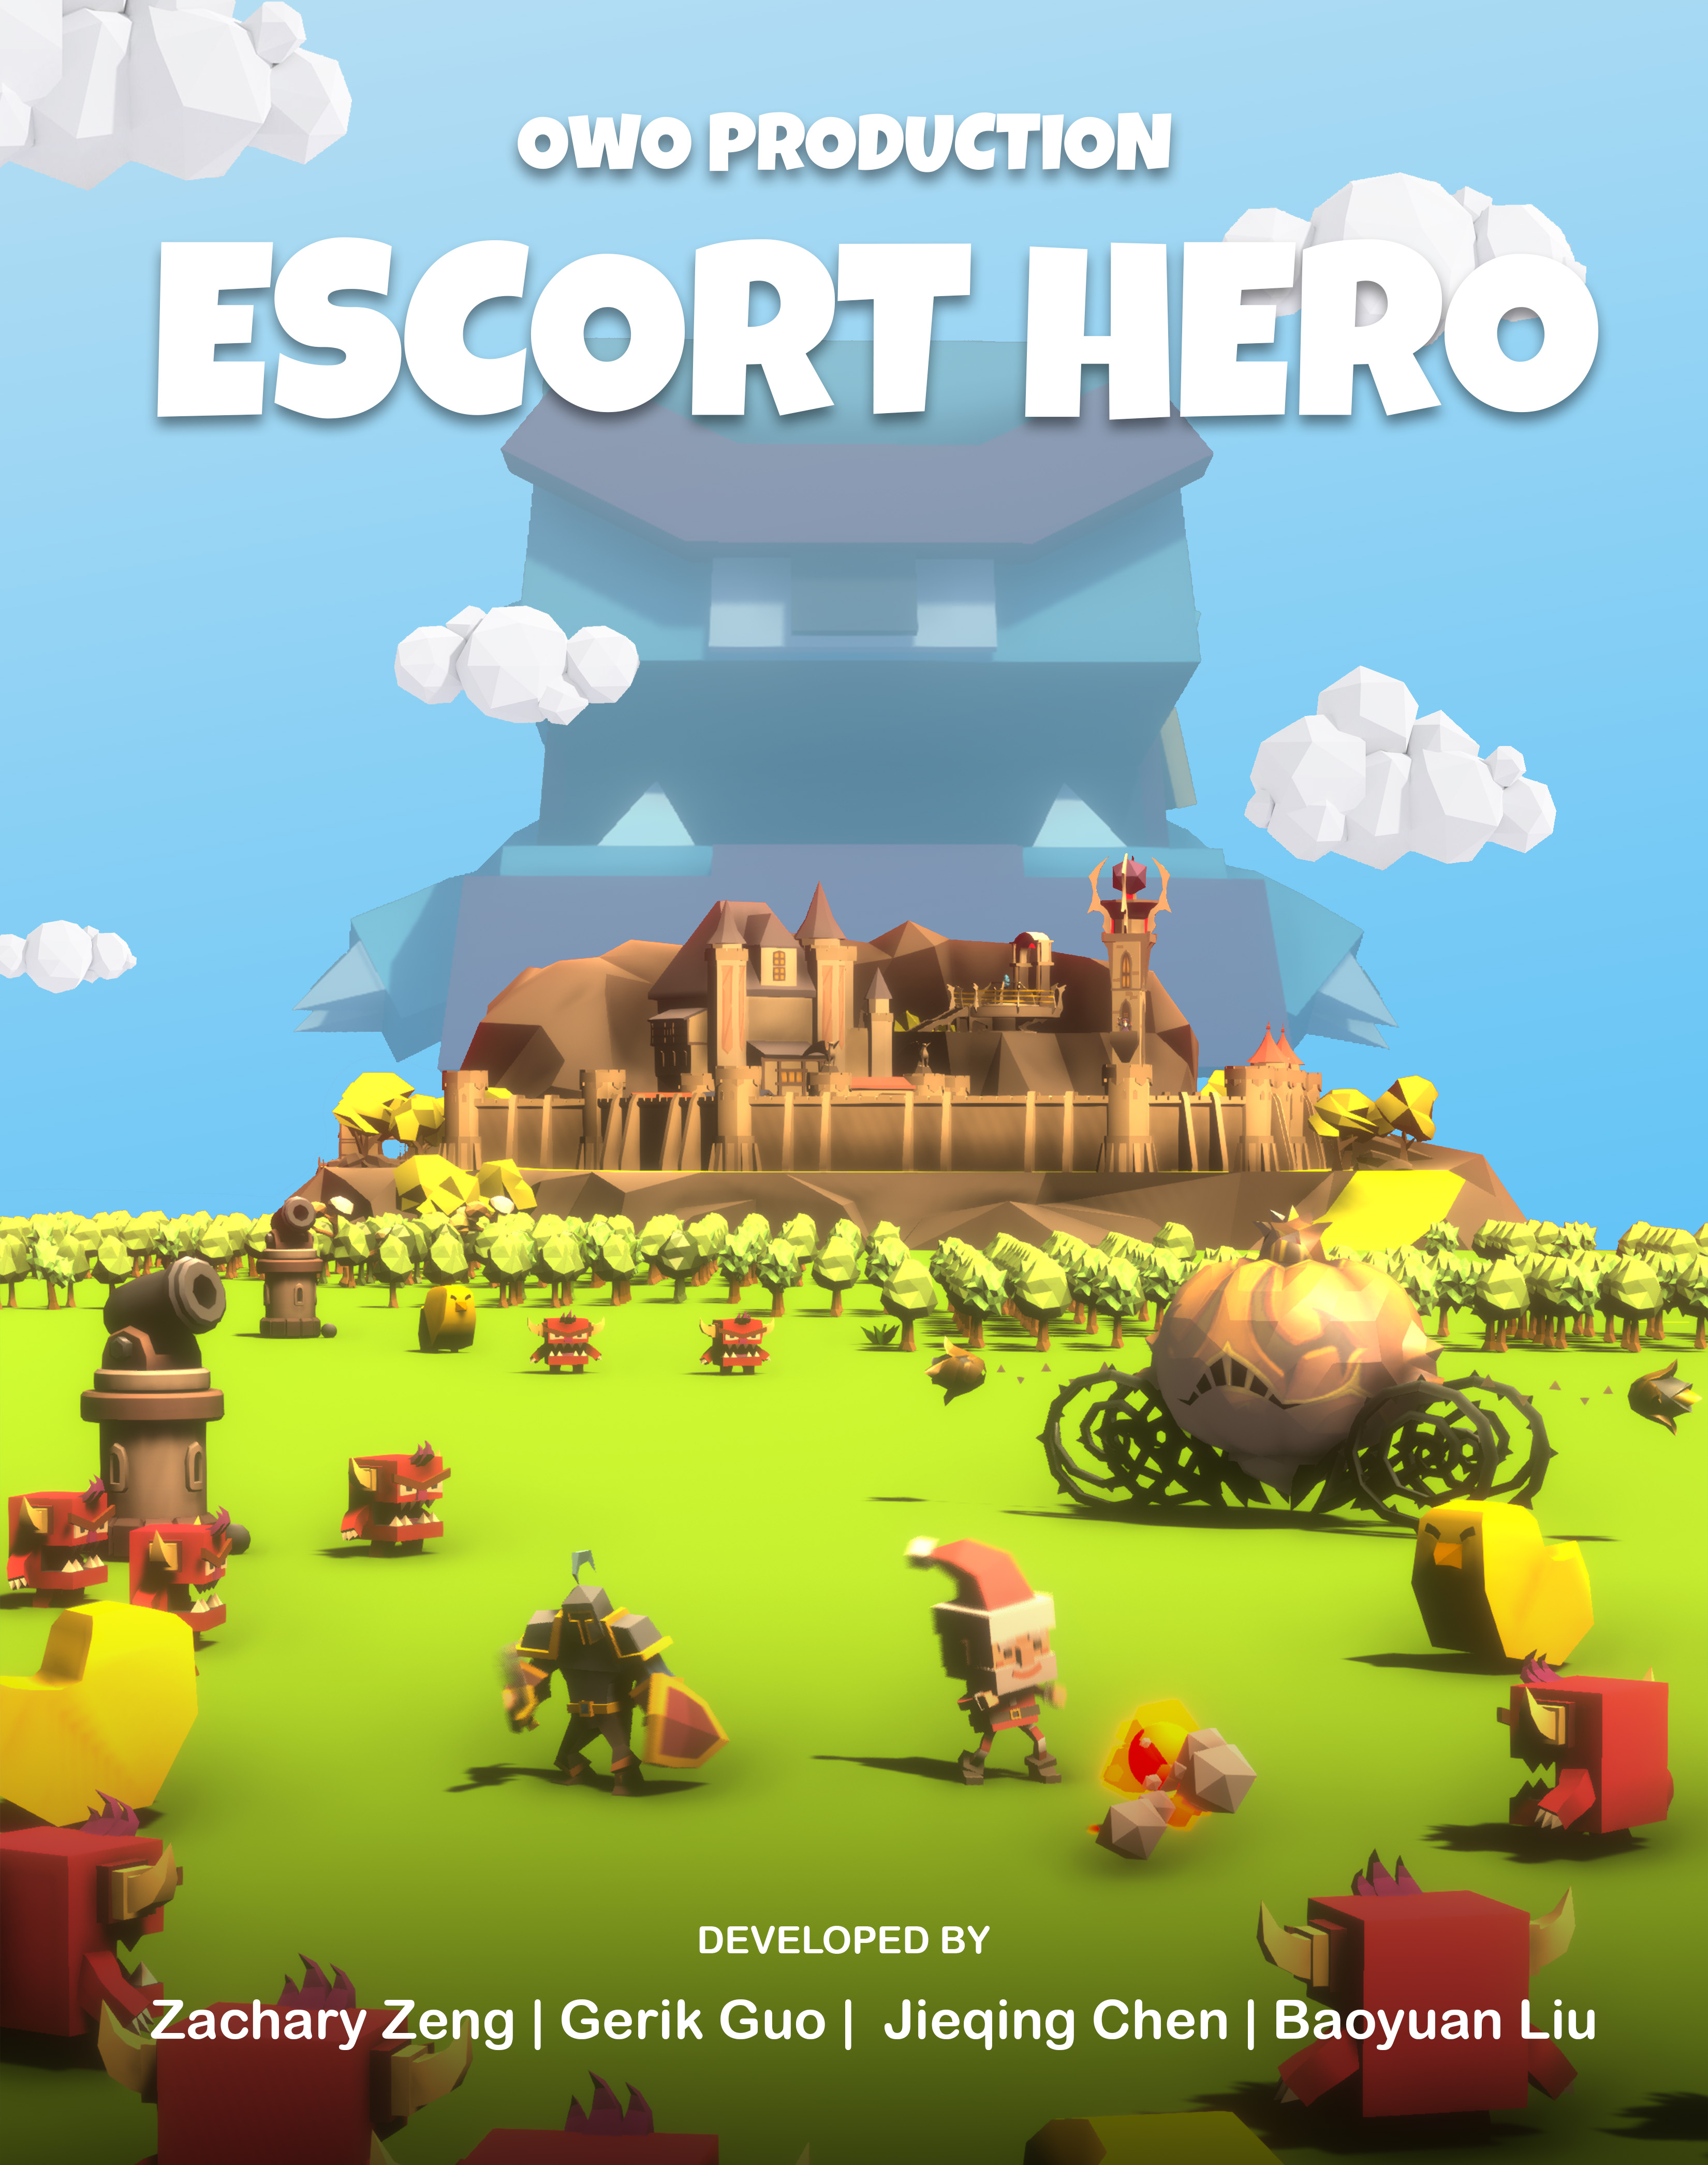 OWO PRODUCTION
ESCORT HERO
DEVELOPED BY
Zachary Zeng | Gerik Guo | Jieqing Chen | Baoyuan Liu